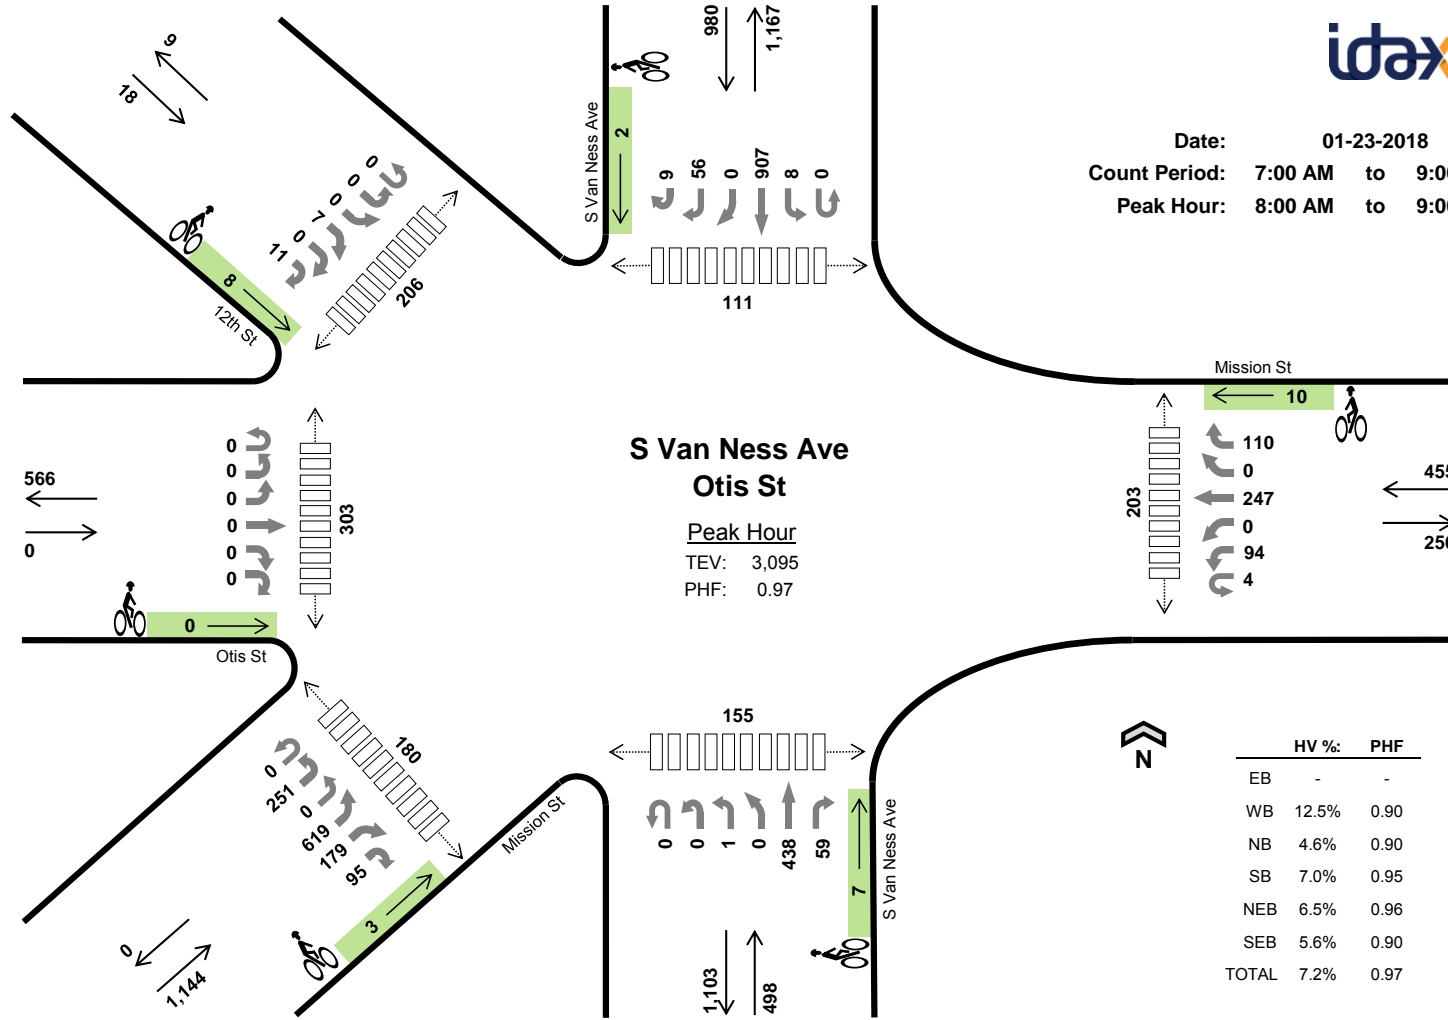 idax
Date: 01-23-2018
Count Period: 7:00 AM to 9:00
Peak Hour: 8:00 AM to 9:00
9
18
980
1,167
S Van Ness Ave
2
9 56 0 907 8 0
111
11 0 7 0 0 0
8
12th St
206
Mission St
10
110
0
247
0
94
4
203
455
250
566
0
0
0
0
0
0
0
303
0
Otis St
S Van Ness Ave
Otis St
Peak Hour
TEV: 3,095
PHF: 0.97
180
0
251
0
619
179
95
3
Mission St
0
1,144
155
0 0 1 0 438 59
7
S Van Ness Ave
1,103
498
N
HV %: PHF
EB - -
WB 12.5% 0.90
NB 4.6% 0.90
SB 7.0% 0.95
NEB 6.5% 0.96
SEB 5.6% 0.90
TOTAL 7.2% 0.97